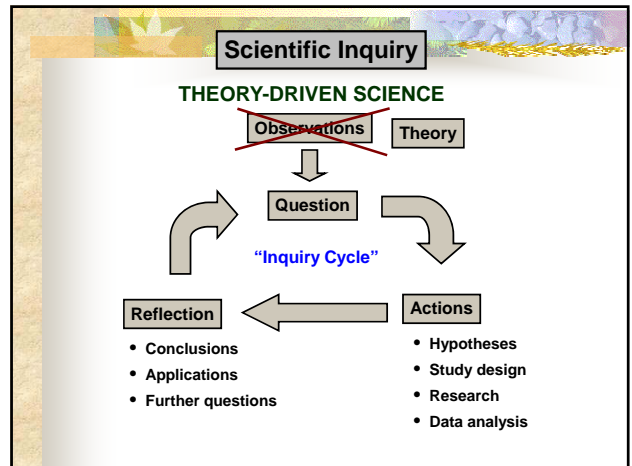 Scientific Inquiry
THEORY-DRIVEN SCIENCE
Observations
Theory
Question
“Inquiry Cycle”
Reflection
• Conclusions
• Applications
• Further questions
Actions
• Hypotheses
• Study design
• Research
• Data analysis